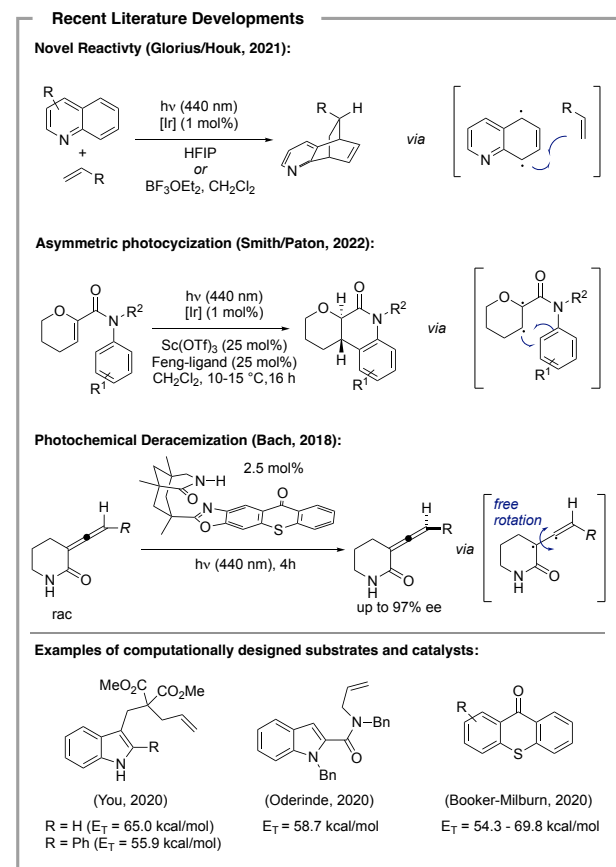 Recent Literature Developments
Novel Reactivty (Glorius/Houk, 2021):
R
N
+
R
hν (440 nm)
[Ir] (1 mol%)
HFIP
or
BF₃OEt₂, CH₂Cl₂
R H
N
via
N
R
Asymmetric photocycization (Smith/Paton, 2022):
O
O
N R2
R¹
hν (440 nm)
[Ir] (1 mol%)
Sc(OTf)₃ (25 mol%)
Feng-ligand (25 mol%)
CH₂Cl₂, 10-15 °C,16 h
H O
O
N R2
H
R¹
via
O
O
N R2
R¹
Photochemical Deracemization (Bach, 2018):
2.5 mol%
N–H
O
O
N
O
S
H
R
N
H
O
rac
hν (440 nm), 4h
H
R
N
H
O
up to 97% ee
via
free
rotation
H
R
N
H
O
Examples of computationally designed substrates and catalysts:
MeO₂C
CO₂Me
R
N
H
(You, 2020)
R = H (E_T = 65.0 kcal/mol)
R = Ph (E_T = 55.9 kcal/mol)
N Bn
O
N
Bn
(Oderinde, 2020)
E_T = 58.7 kcal/mol
R
O
S
(Booker-Milburn, 2020)
E_T = 54.3 - 69.8 kcal/mol